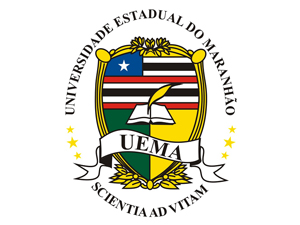 UNIVERSIDADE ESTADUAL DO MARANHÃO
UEMA
SCIENTIA AD VITAM